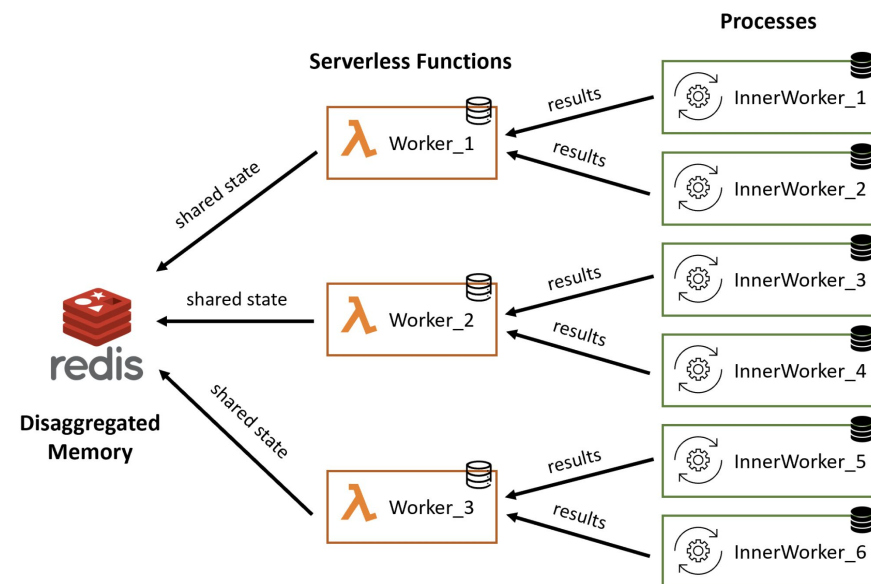 Processes
Serverless Functions
InnerWorker_1
results
Worker_1
results
InnerWorker_2
shared state
InnerWorker_3
results
shared state
Worker_2
results
InnerWorker_4
redis
shared state
Disaggregated
Memory
InnerWorker_5
results
Worker_3
results
InnerWorker_6